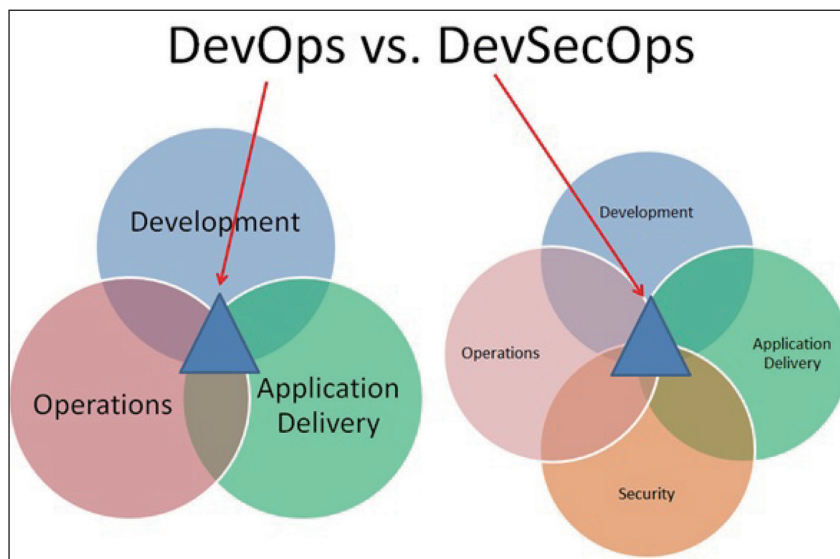 DevOps vs. DevSecOps
Development
Operations
Application
Delivery
Development
Operations
Application
Delivery
Security